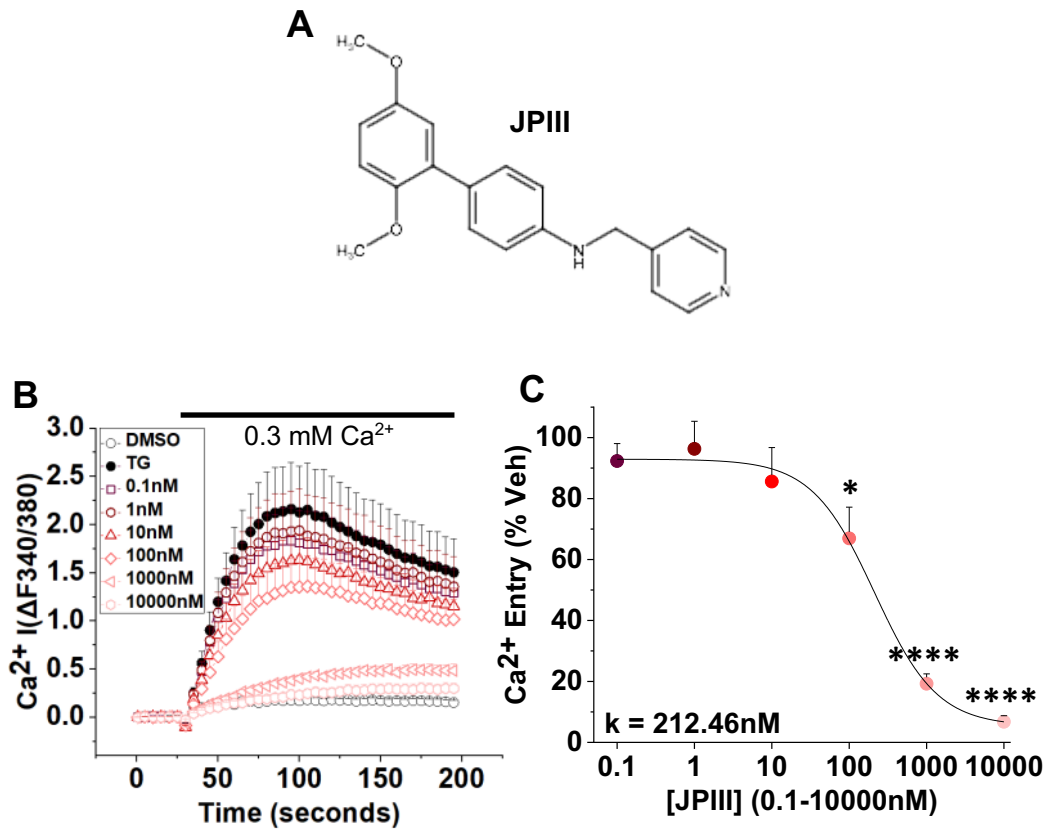 A
H₃C
O
JPIII
O
H₃C
N
H
N
B
0.3 mM Ca²⁺
DMSO
TG
0.1nM
1nM
10nM
100nM
1000nM
10000nM
3.0
2.5
2.0
1.5
1.0
0.5
0.0
Ca²⁺ I(ΔF340/380)
0 50 100 150 200
Time (seconds)
C
100
80
60
40
20
0
Ca²⁺ Entry (% Veh)
*
****
****
k = 212.46nM
0.1 1 10 100 1000 10000
[JPIII] (0.1-10000nM)